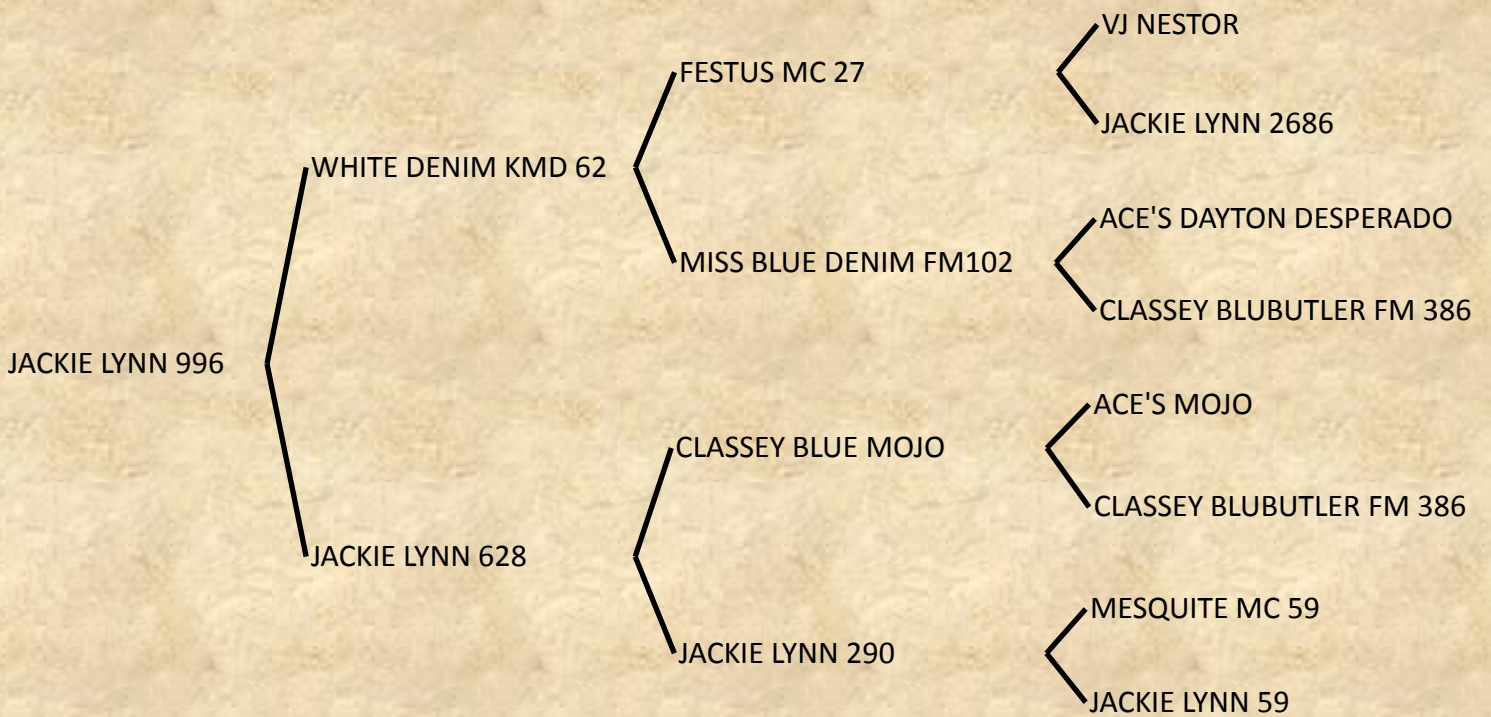 VJ NESTOR
FESTUS MC 27
JACKIE LYNN 2686
WHITE DENIM KMD 62
ACE'S DAYTON DESPERADO
MISS BLUE DENIM FM102
CLASSEY BLUBUTLER FM 386
JACKIE LYNN 996
ACE'S MOJO
CLASSEY BLUE MOJO
CLASSEY BLUBUTLER FM 386
JACKIE LYNN 628
MESQUITE MC 59
JACKIE LYNN 290
JACKIE LYNN 59